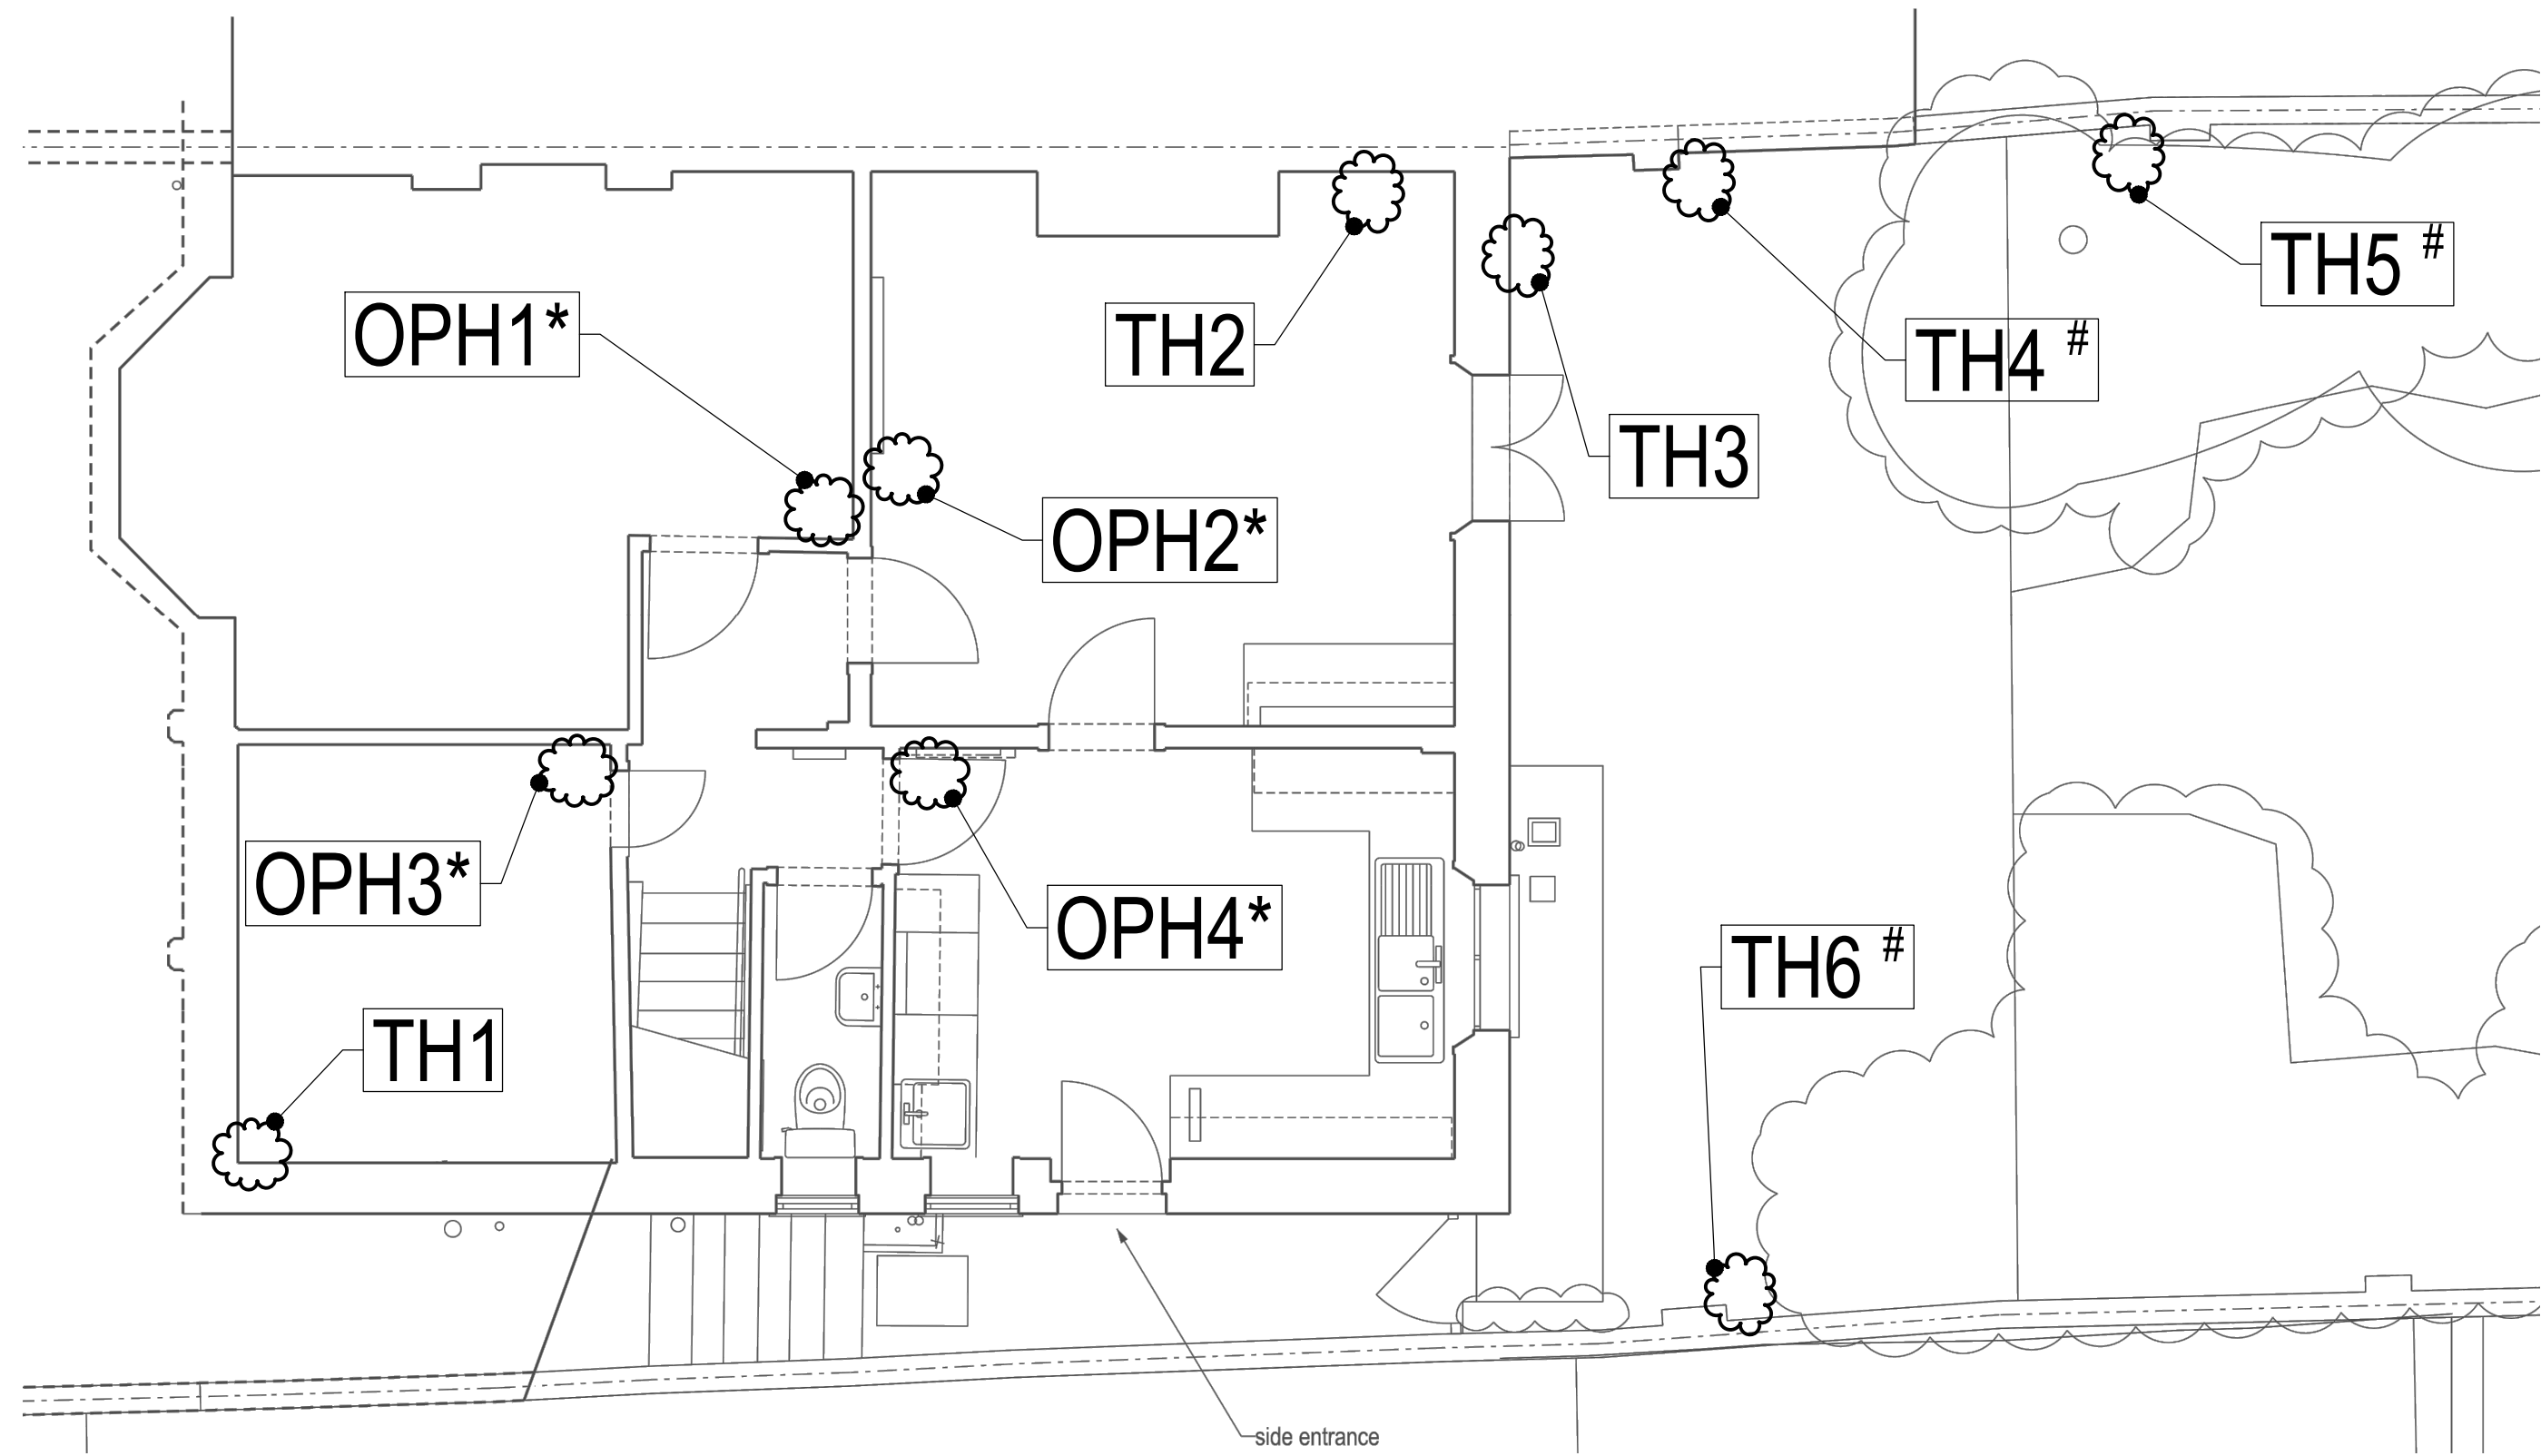 TH5 #
OPH1*
TH2
TH4 #
TH3
OPH2*
OPH3*
OPH4*
TH6 #
TH1
side entrance